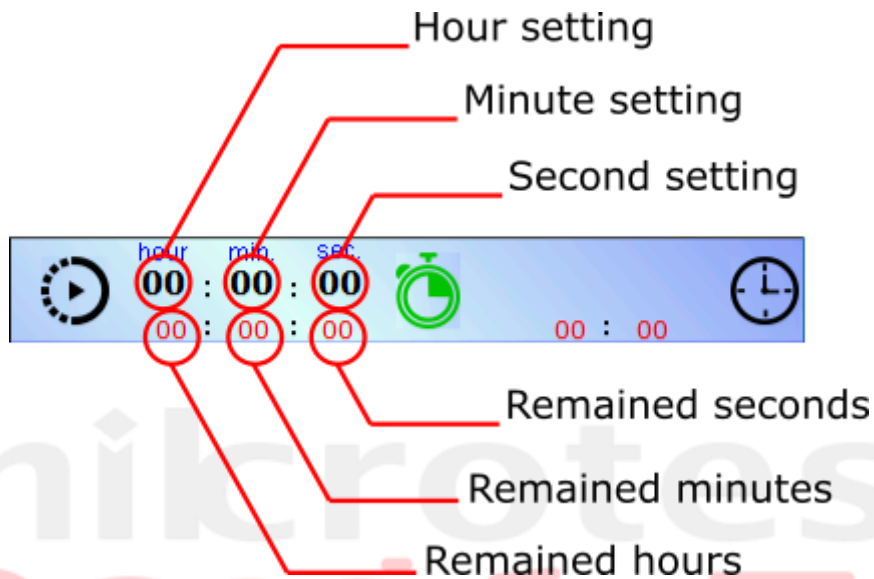 Hour setting
Minute setting
Second setting
hour min. sec.
00 : 00 : 00
00 : 00 : 00 00 : 00
Remained seconds
Remained minutes
Remained hours